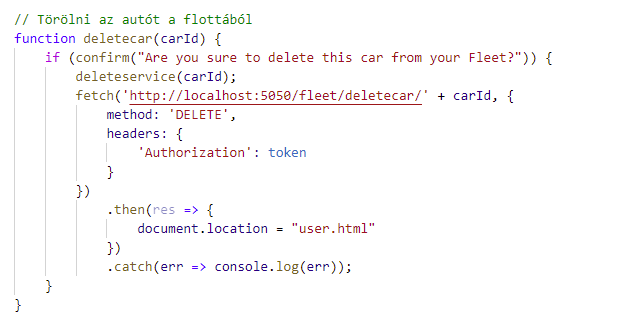 // Törölni az autót a flottából
function deletecar(carId) {
    if (confirm("Are you sure to delete this car from your Fleet?")) {
        deleteservice(carId);
        fetch('http://localhost:5050/fleet/deletecar/' + carId, {
            method: 'DELETE',
            headers: {
                'Authorization': token
            }
        })
            .then(res => {
                document.location = "user.html"
            })
            .catch(err => console.log(err));
    }
}